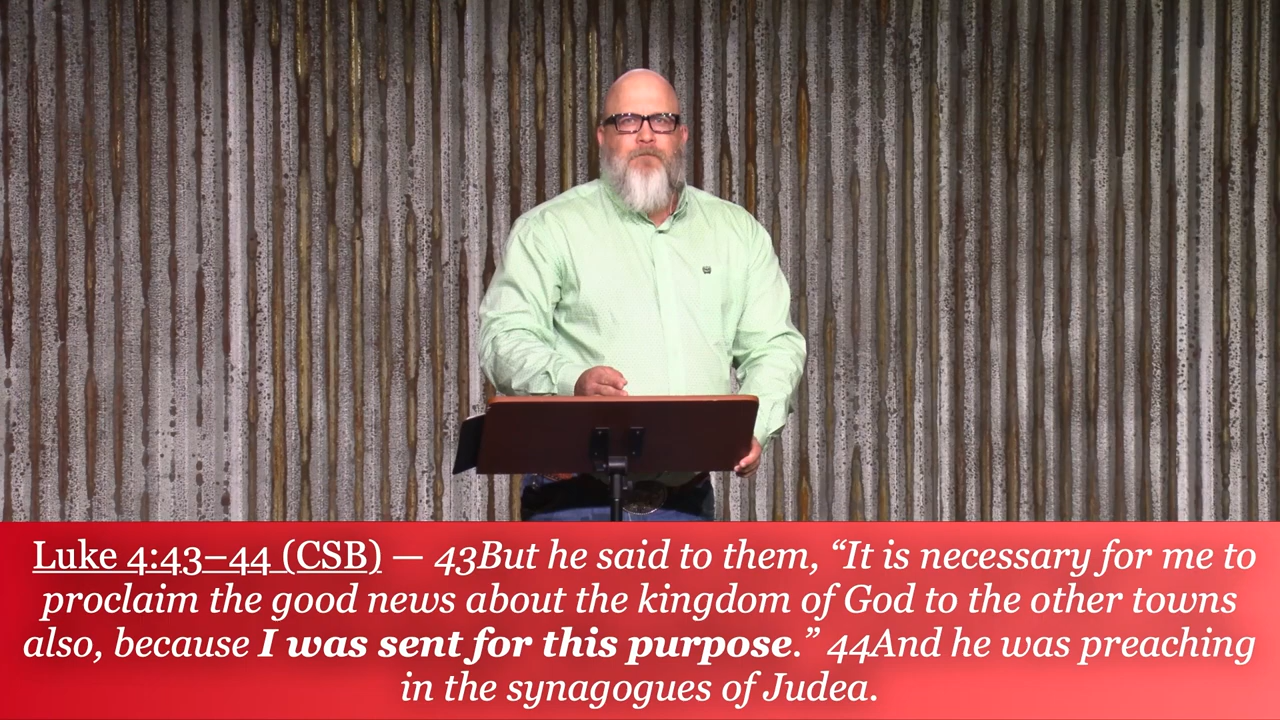 Luke 4:43–44 (CSB) — 43But he said to them, “It is necessary for me to
proclaim the good news about the kingdom of God to the other towns
also, because I was sent for this purpose.” 44And he was preaching
in the synagogues of Judea.